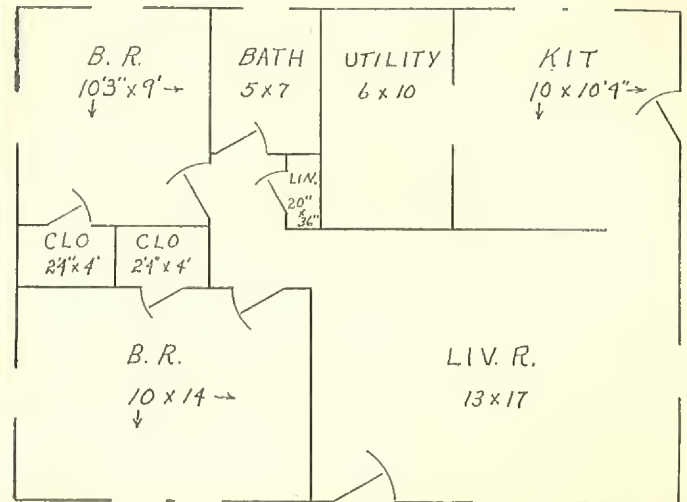 B. R.
10'3" x 9'
BATH
5 x 7
UTILITY
6 x 10
KIT
10 x 10'4"
LIN.
20"
x
36"
CLO
2'4" x 4'
CLO
2'4" x 4'
B. R.
10 x 14
LIV. R.
13 x 17